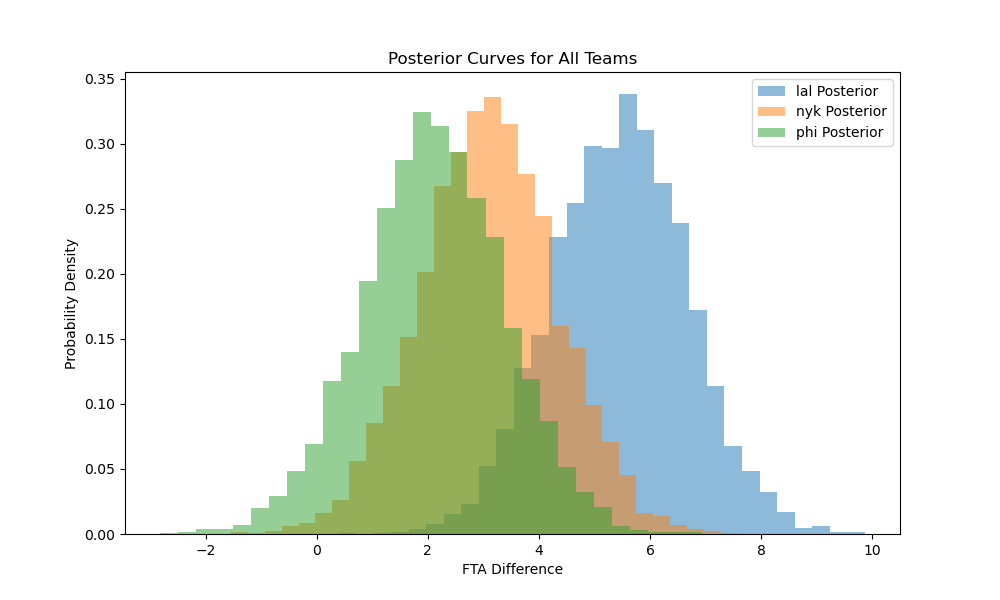 Posterior Curves for All Teams
lal Posterior
nyk Posterior
phi Posterior
Probability Density
0.35
0.30
0.25
0.20
0.15
0.10
0.05
0.00
−2 0 2 4 6 8 10
FTA Difference